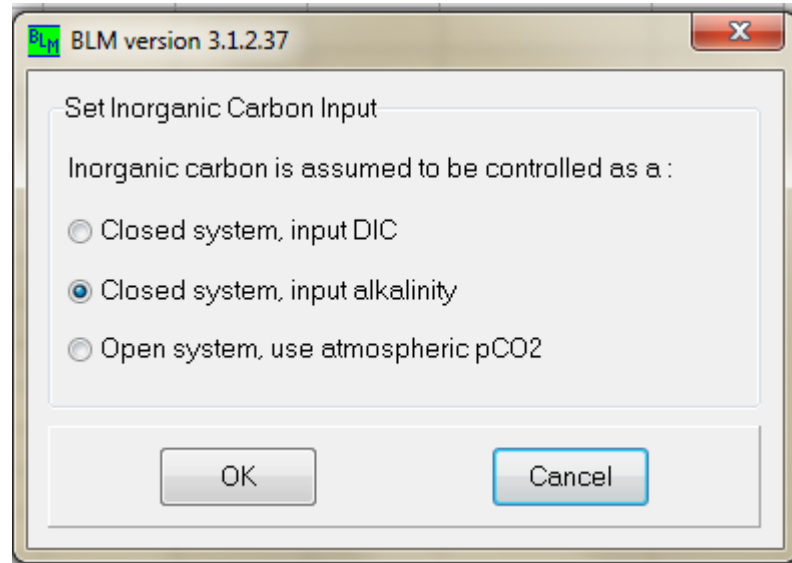 BLM BLM version 3.1.2.37
Set Inorganic Carbon Input
Inorganic carbon is assumed to be controlled as a :
Closed system, input DIC
Closed system, input alkalinity
Open system, use atmospheric pCO2
OK Cancel